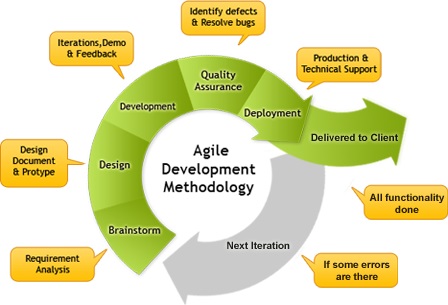 Identify defects
& Resolve bugs
Iterations,Demo
& Feedback
Quality
Assurance
Production &
Technical Support
Development
Deployment
Delivered to Client
Design
Document
& Protype
Design
Agile
Development
Methodology
All functionality
done
Brainstorm
Next Iteration
Requirement
Analysis
If some errors
are there